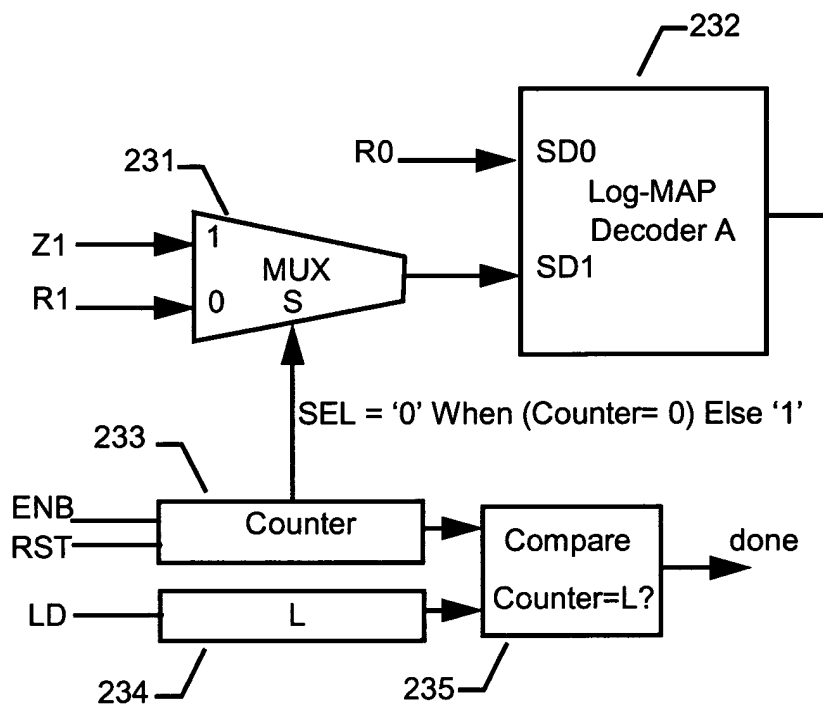 232
231
R0
SD0
Log-MAP
Decoder A
Z1
1
MUX
SD1
R1
0
S
SEL = ‘0’ When (Counter= 0) Else ‘1’
233
ENB
Counter
RST
Compare
done
LD
L
Counter=L?
234
235